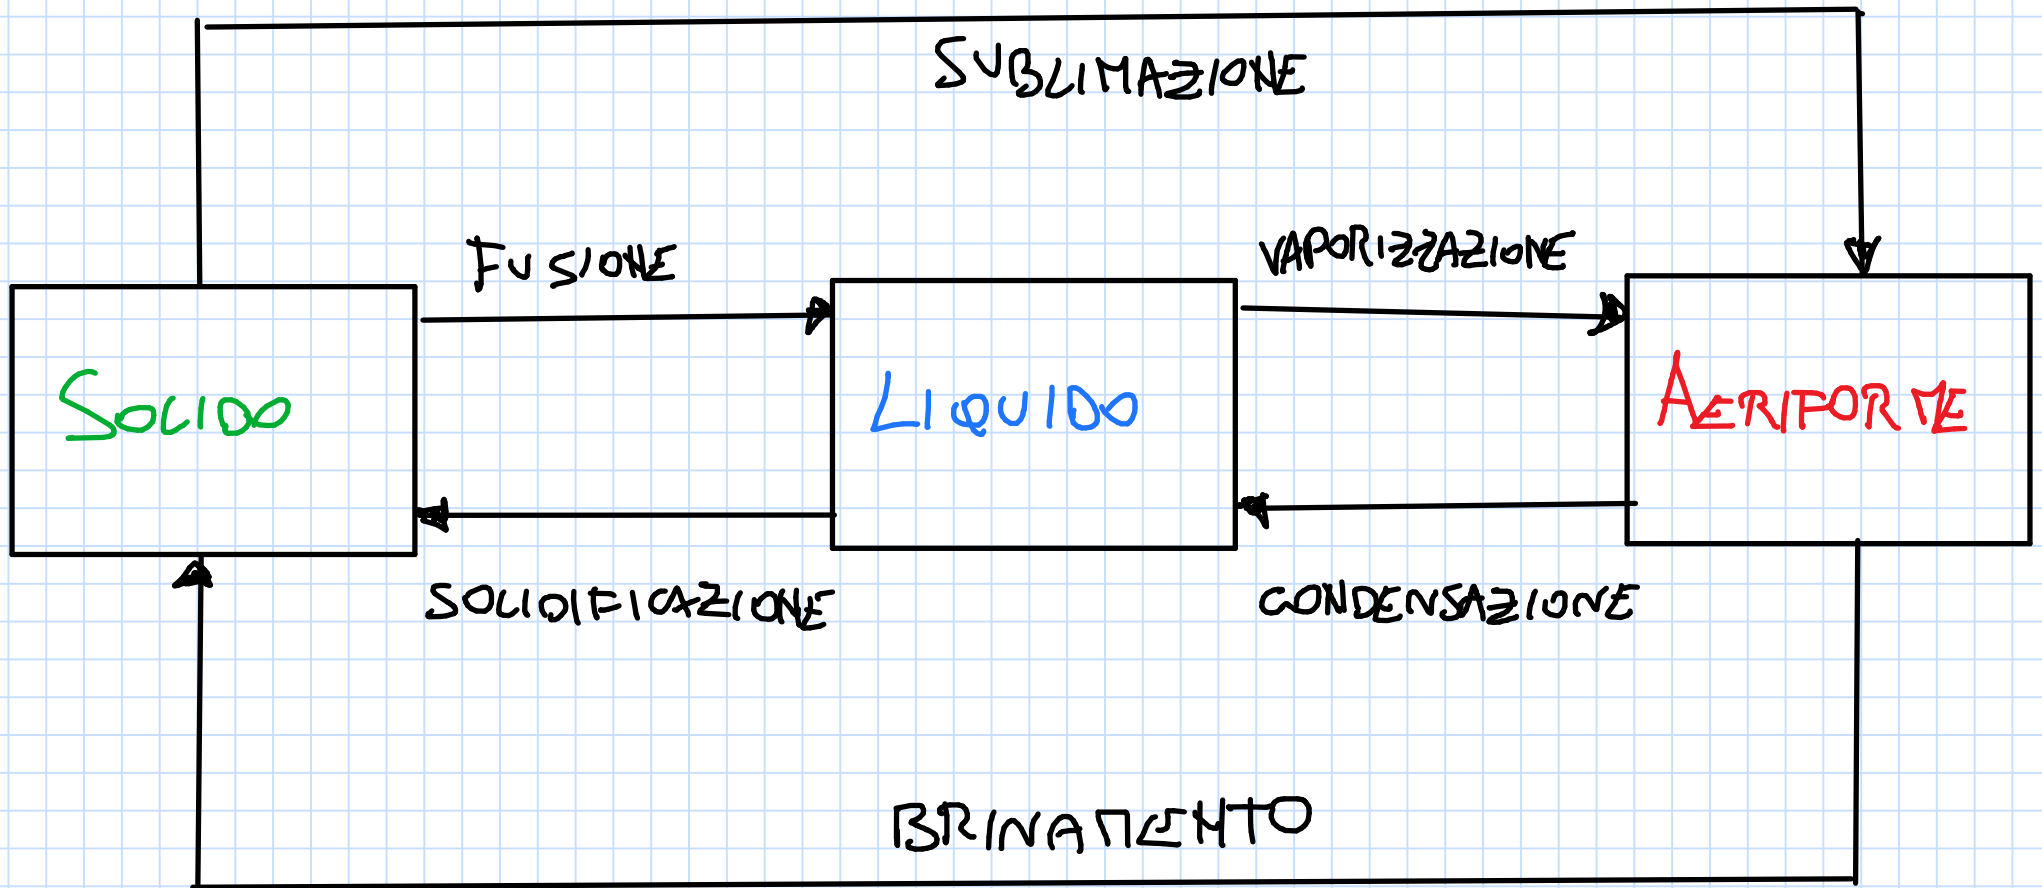 SUBLIMAZIONE
FUSIONE
VAPORIZZAZIONE
SOLIDO
LIQUIDO
AERIFORME
SOLIDIFICAZIONE
CONDENSAZIONE
BRINAMENTO